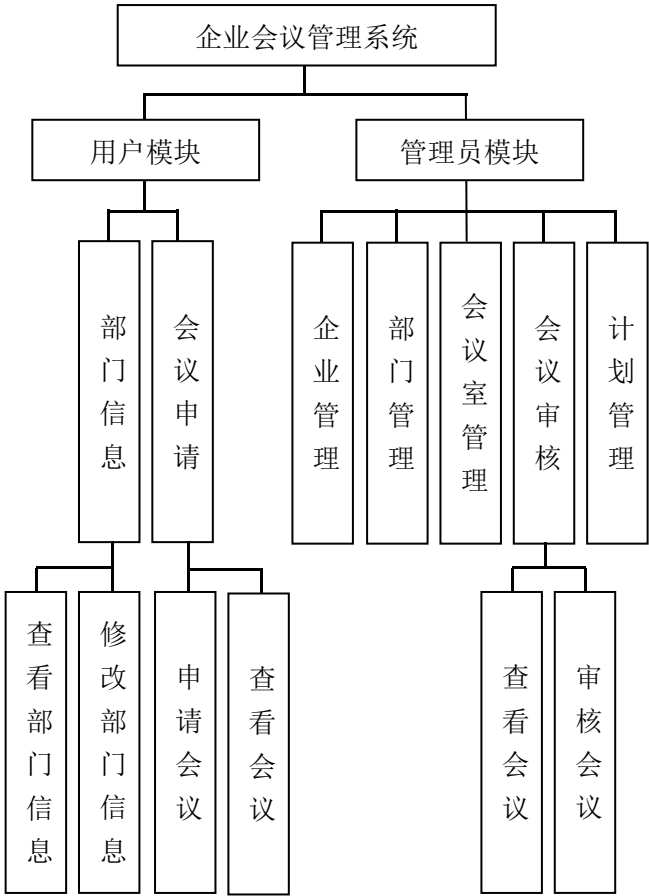 企业会议管理系统
用户模块
管理员模块
部门信息
会议申请
企业管理
部门管理
会议室管理
会议审核
计划管理
查看部门信息
修改部门信息
申请会议
查看会议
查看会议
审核会议